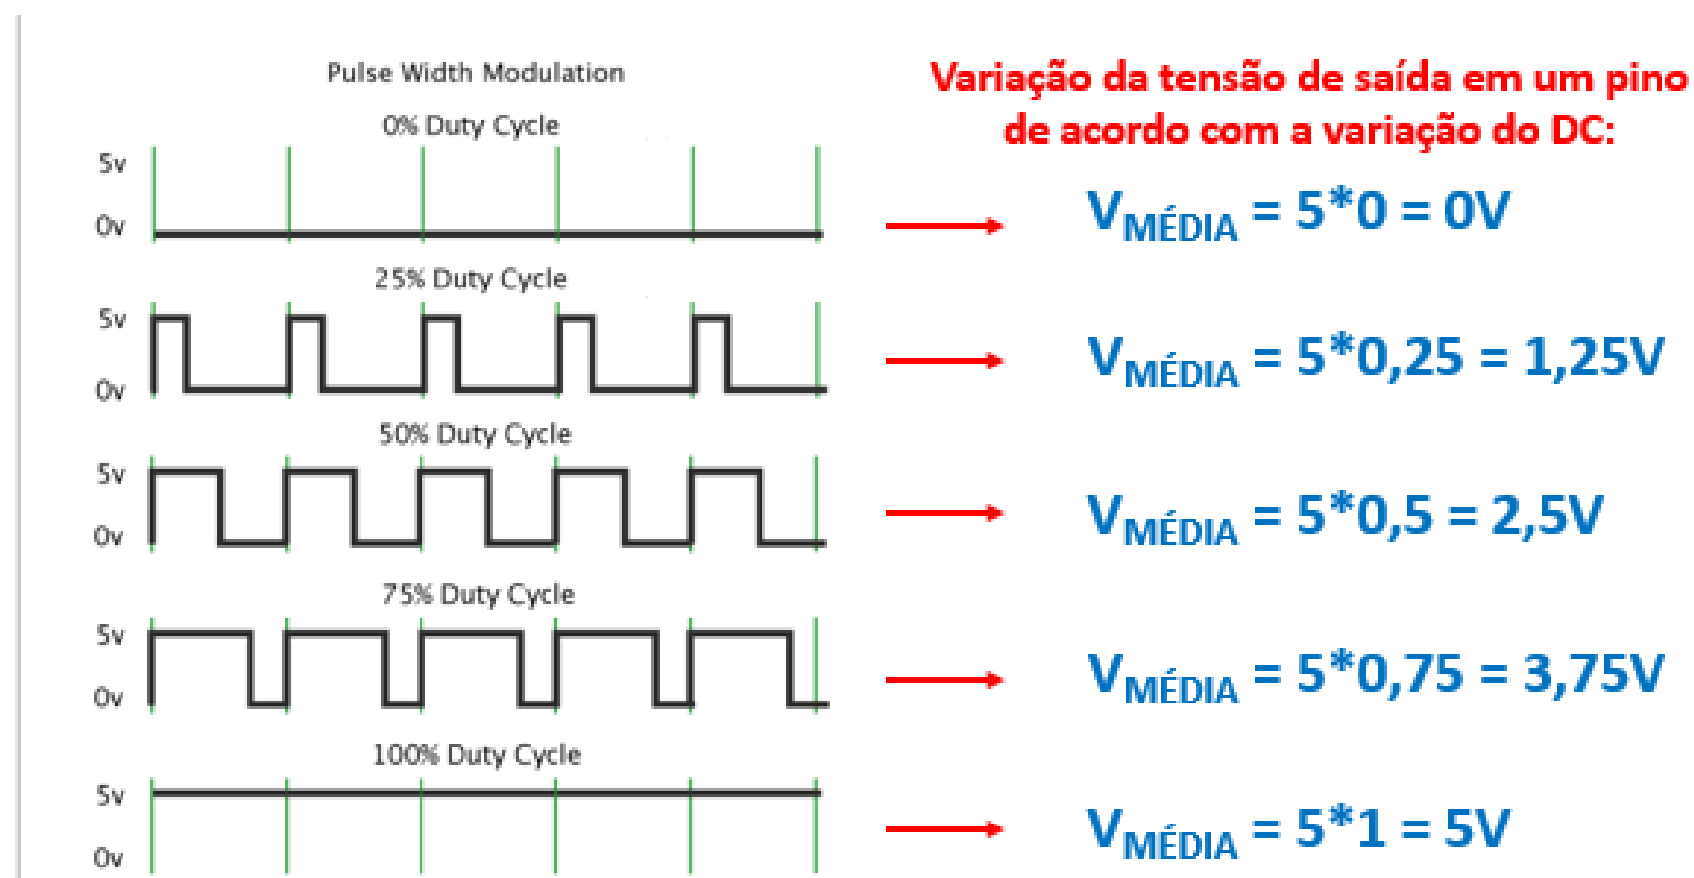 Pulse Width Modulation
0% Duty Cycle
5v
0v
25% Duty Cycle
5v
0v
50% Duty Cycle
5v
0v
75% Duty Cycle
5v
0v
100% Duty Cycle
5v
0v
Variação da tensão de saída em um pino
de acordo com a variação do DC:
VMÉDIA = 5*0 = 0V
VMÉDIA = 5*0,25 = 1,25V
VMÉDIA = 5*0,5 = 2,5V
VMÉDIA = 5*0,75 = 3,75V
VMÉDIA = 5*1 = 5V